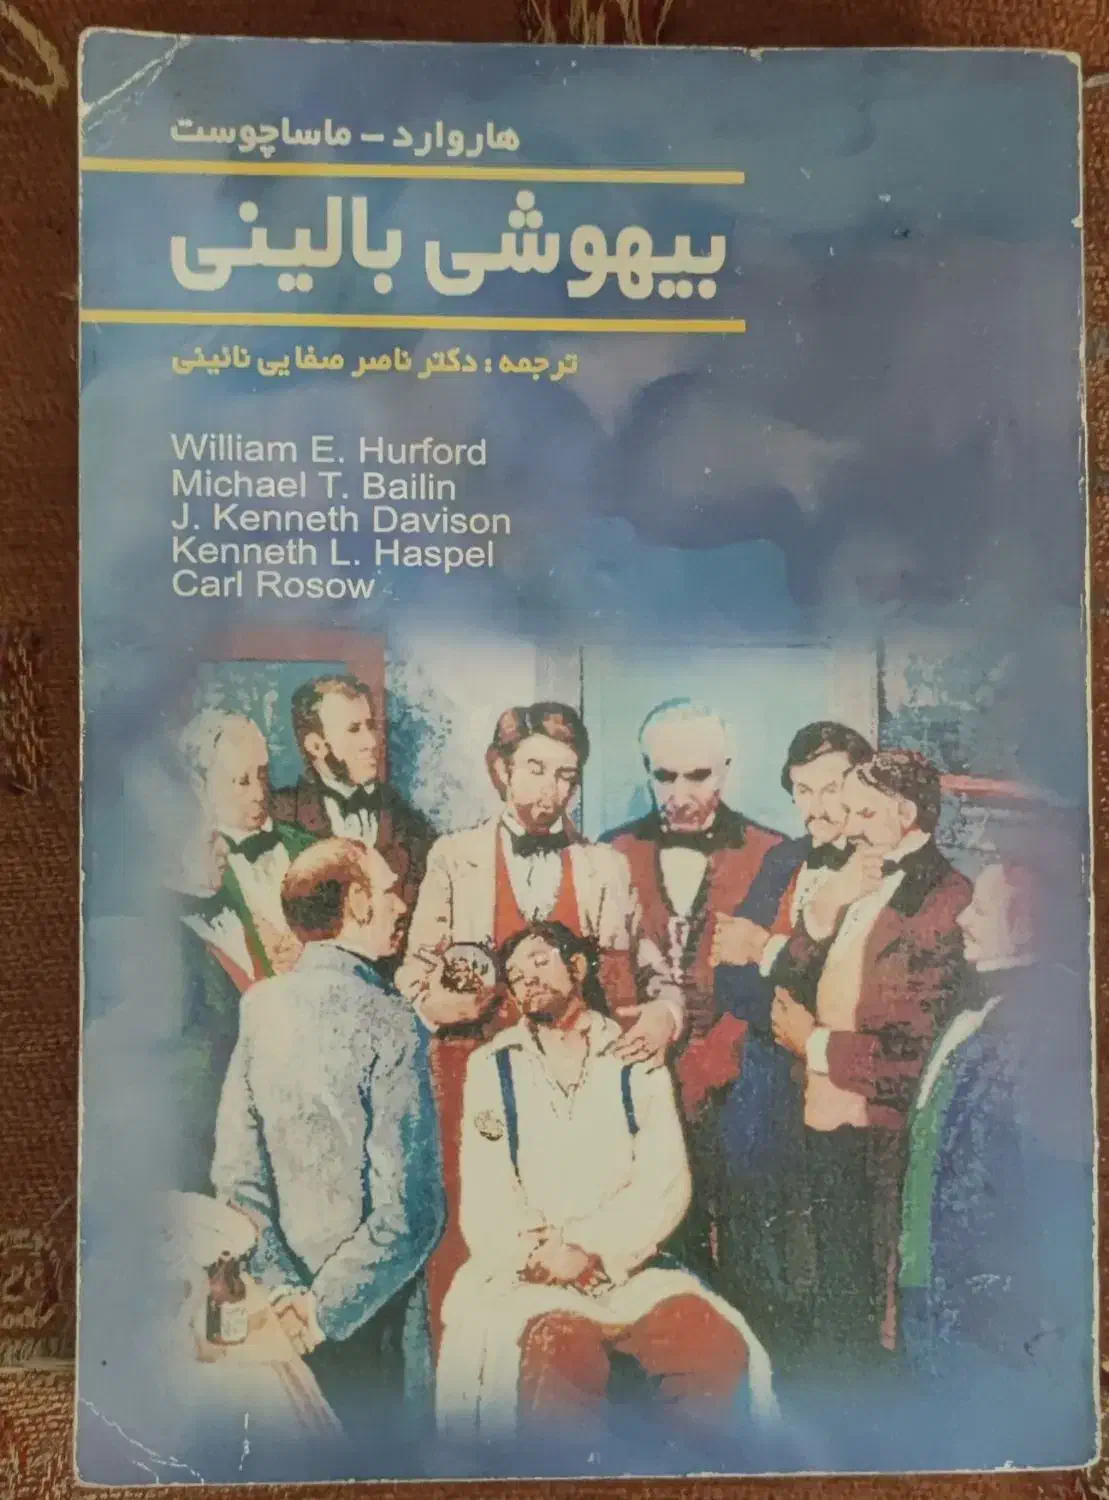 هاروارد - ماساچوست
بیهوشی بالینی
ترجمه : دکتر ناصر صفایی نائینی
William E. Hurford
Michael T. Bailin
J. Kenneth Davison
Kenneth L. Haspel
Carl Rosow